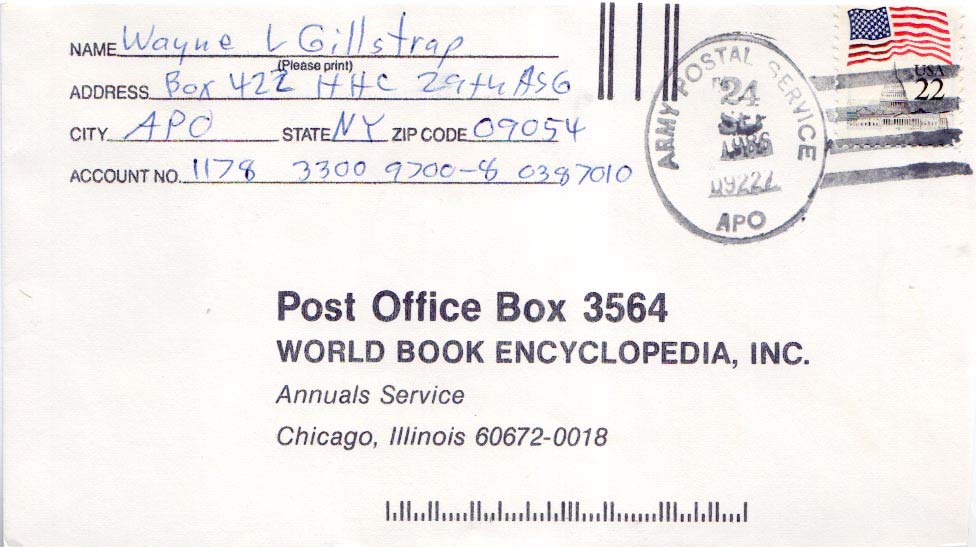 NAME Wayne L Gillstrap
(Please print)
ADDRESS Box 422 HHC 29th ASG
CITY APO STATE NY ZIP CODE 09054
ACCOUNT NO. 1178 3300 9700-8 0387010
ARMY POSTAL SERVICE
24
SEP
1986
09227
APO
USA
22
Post Office Box 3564
WORLD BOOK ENCYCLOPEDIA, INC.
Annuals Service
Chicago, Illinois 60672-0018